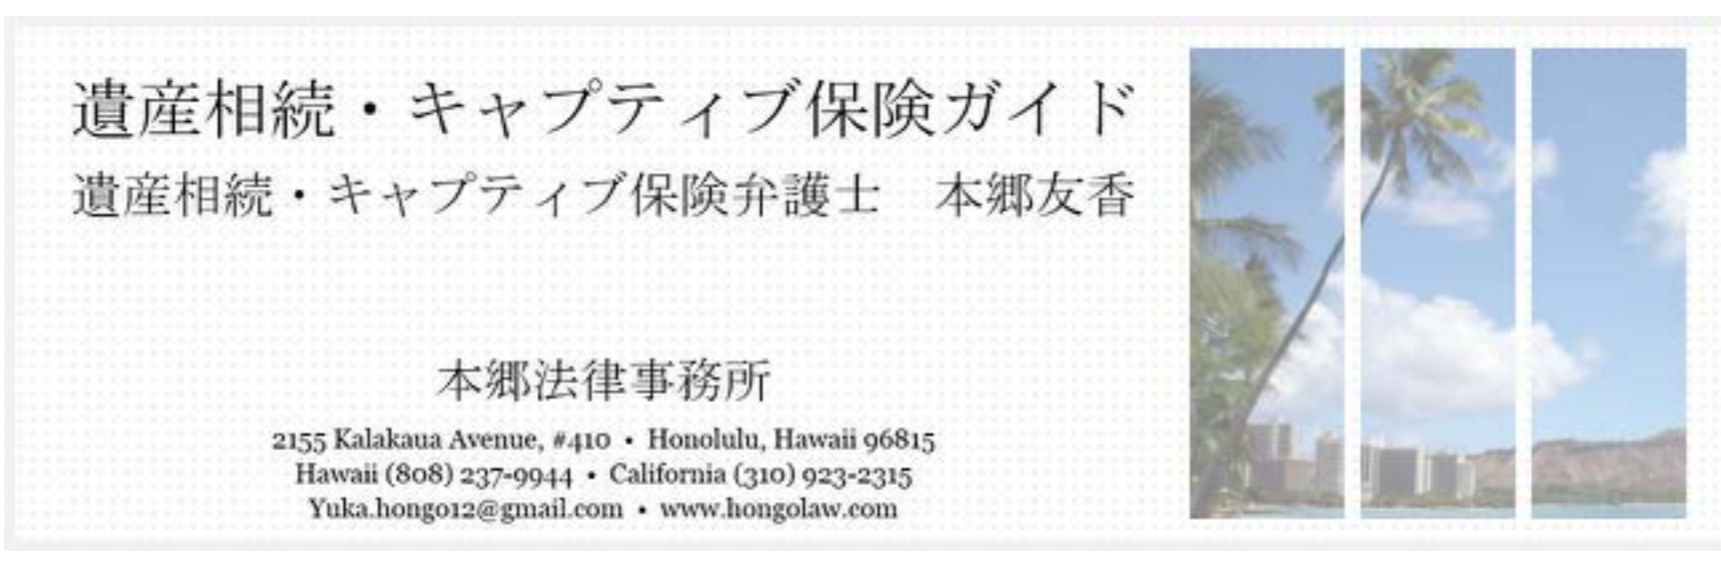 遺産相続・キャプティブ保険ガイド
遺産相続・キャプティブ保険弁護士　本郷友香
本郷法律事務所
2155 Kalakaua Avenue, #410 • Honolulu, Hawaii 96815
Hawaii (808) 237-9944 • California (310) 923-2315
Yuka.hongo12@gmail.com • www.hongolaw.com